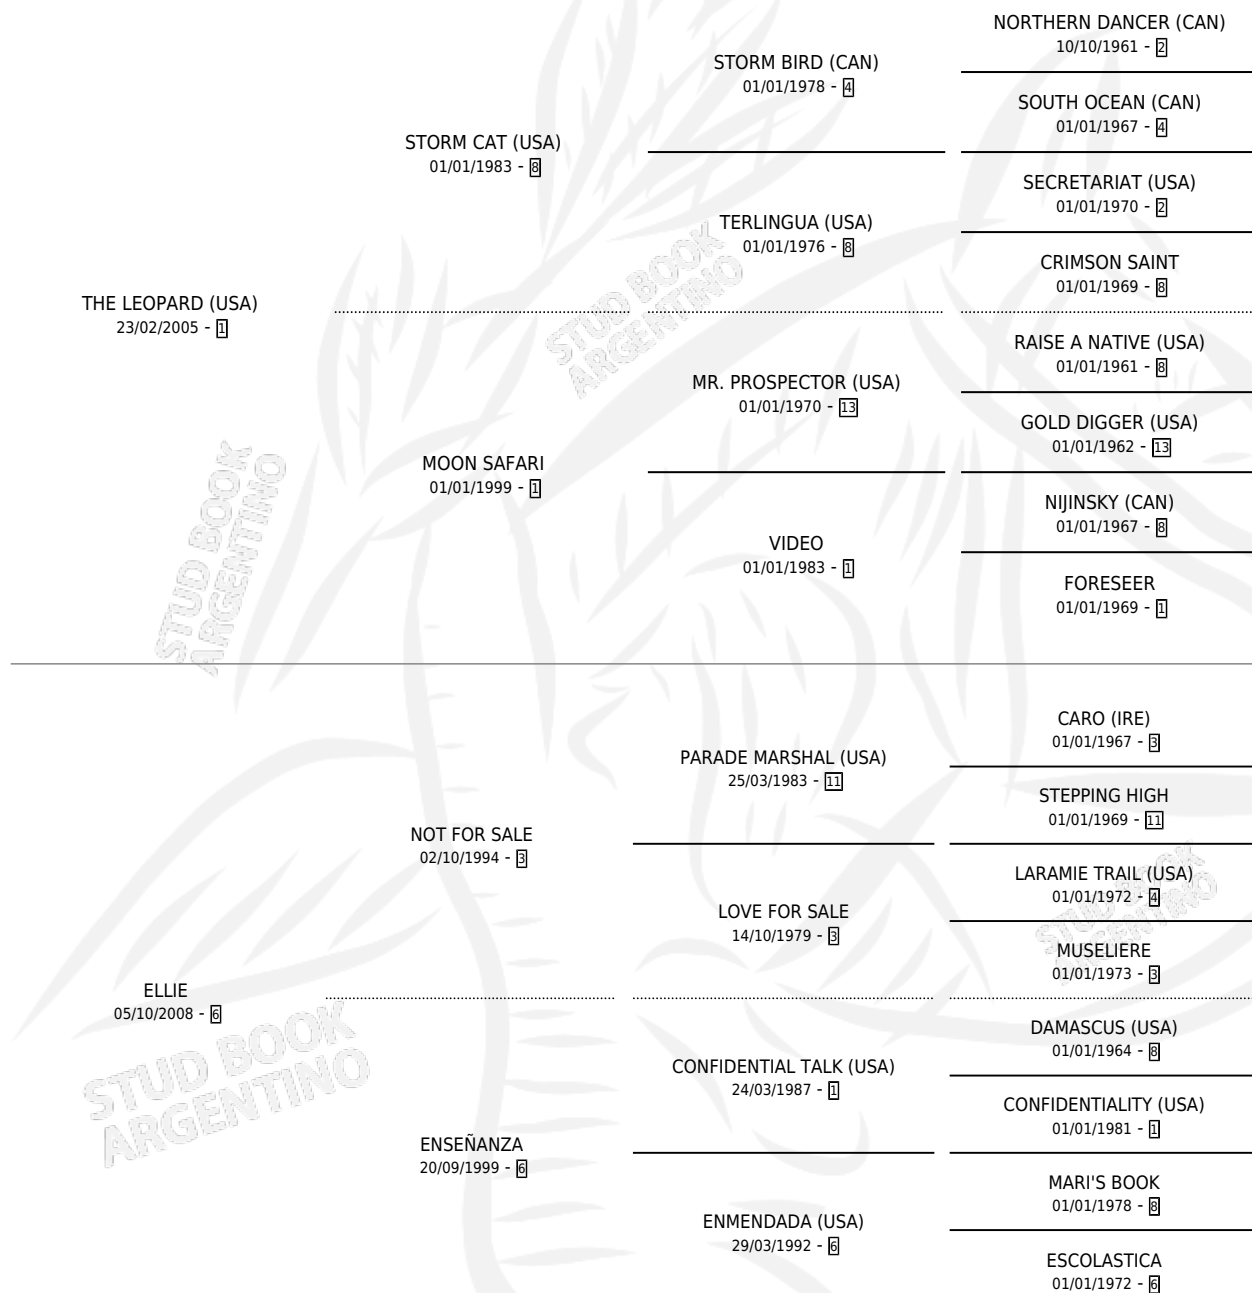 NORTHERN DANCER (CAN)
10/10/1961 - 2
STORM BIRD (CAN)
01/01/1978 - 4
SOUTH OCEAN (CAN)
01/01/1967 - 4
STORM CAT (USA)
01/01/1983 - 8
SECRETARIAT (USA)
01/01/1970 - 2
TERLINGUA (USA)
01/01/1976 - 8
CRIMSON SAINT
01/01/1969 - 8
THE LEOPARD (USA)
23/02/2005 - 1
RAISE A NATIVE (USA)
01/01/1961 - 8
MR. PROSPECTOR (USA)
01/01/1970 - 13
GOLD DIGGER (USA)
01/01/1962 - 13
MOON SAFARI
01/01/1999 - 1
NIJINSKY (CAN)
01/01/1967 - 8
VIDEO
01/01/1983 - 1
FORESEER
01/01/1969 - 1
CARO (IRE)
01/01/1967 - 3
PARADE MARSHAL (USA)
25/03/1983 - 11
STEPPING HIGH
01/01/1969 - 11
NOT FOR SALE
02/10/1994 - 3
LARAMIE TRAIL (USA)
01/01/1972 - 4
LOVE FOR SALE
14/10/1979 - 3
MUSELIERE
01/01/1973 - 3
ELLIE
05/10/2008 - 6
DAMASCUS (USA)
01/01/1964 - 8
CONFIDENTIAL TALK (USA)
24/03/1987 - 1
CONFIDENTIALITY (USA)
01/01/1981 - 1
ENSEÑANZA
20/09/1999 - 6
MARI'S BOOK
01/01/1978 - 8
ENMENDADA (USA)
29/03/1992 - 6
ESCOLASTICA
01/01/1972 - 6
STUD BOOK
ARGENTINO
STUD BOOK
ARGENTINO
STUD BOOK
ARGENTINO
STUD BOOK
ARGENTINO